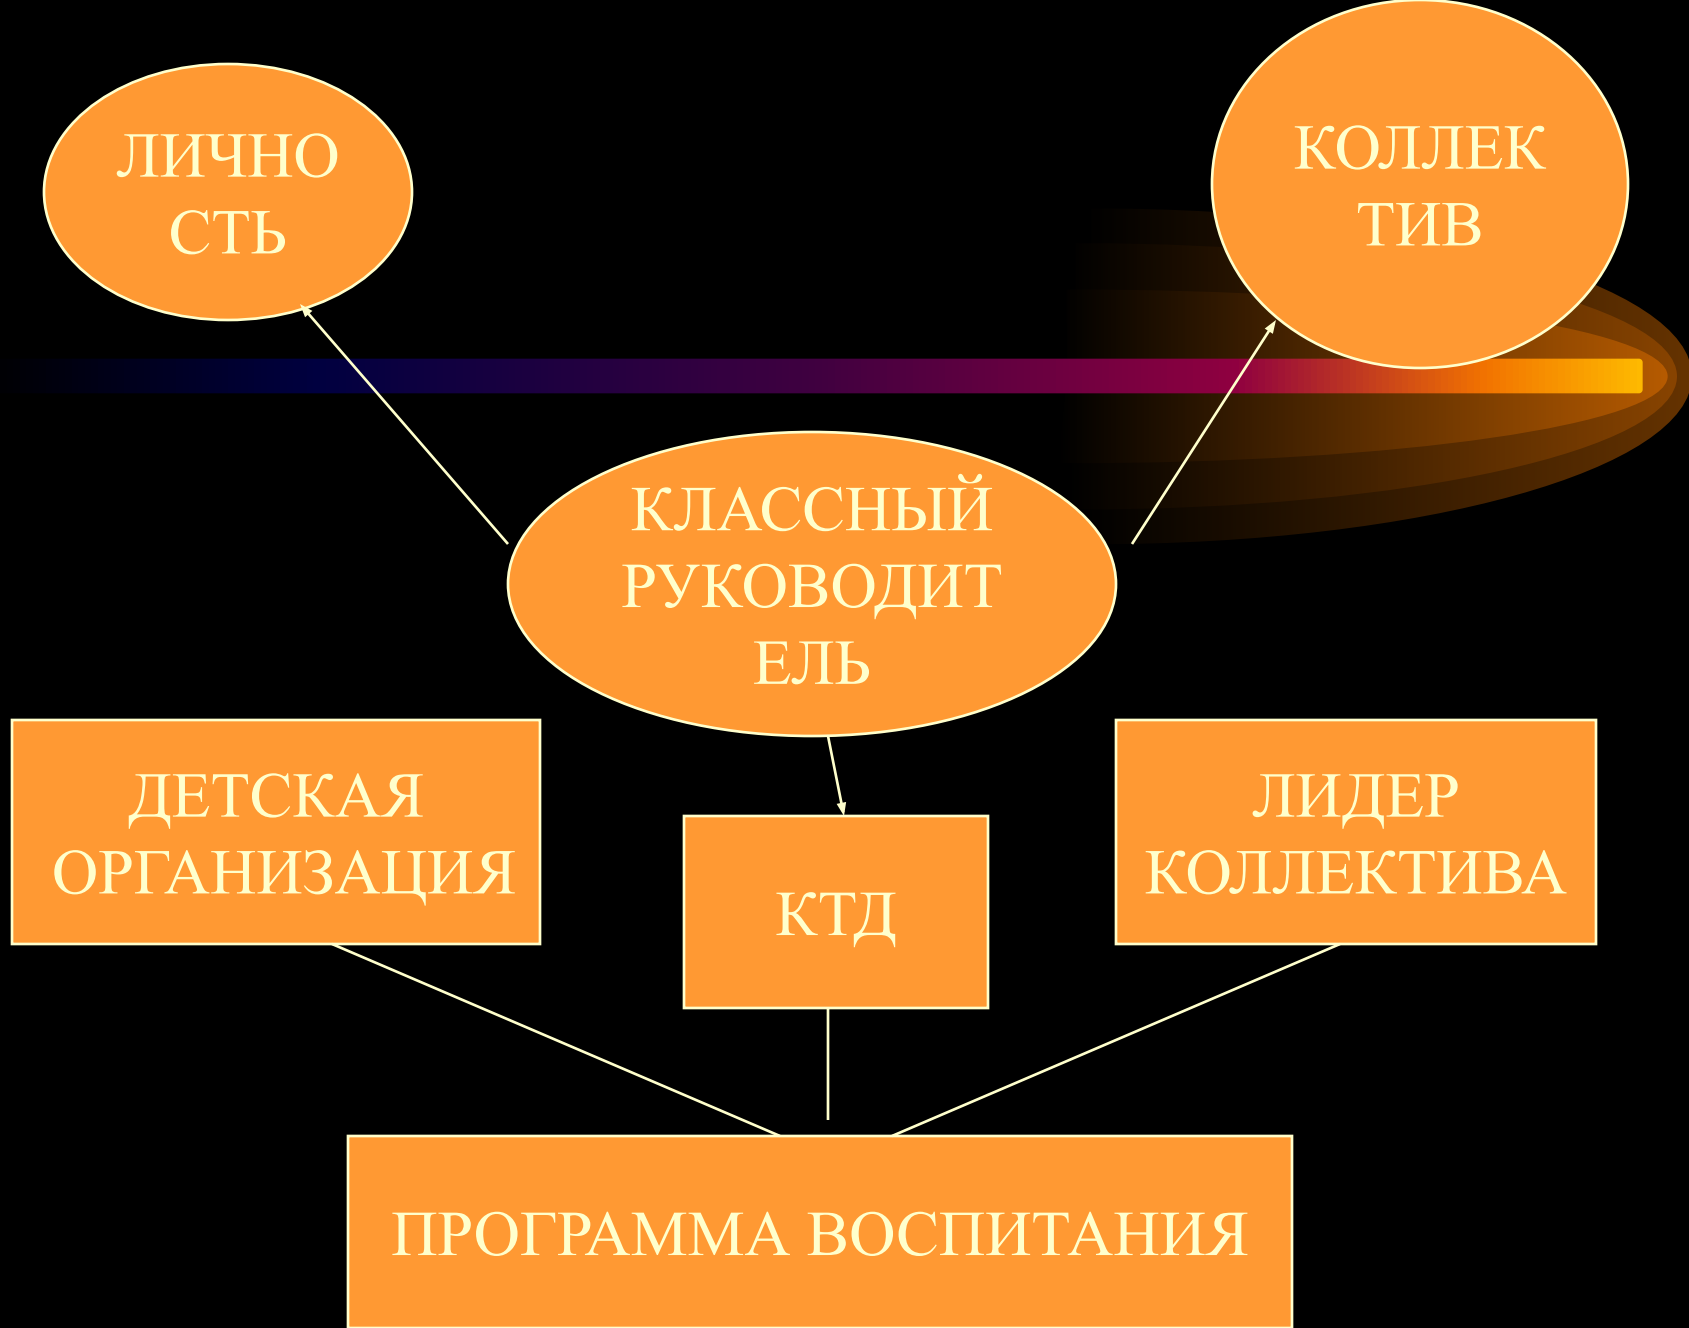 ЛИЧНО
СТЬ
КОЛЛЕК
ТИВ
КЛАССНЫЙ
РУКОВОДИТ
ЕЛЬ
ДЕТСКАЯ
ОРГАНИЗАЦИЯ
КТД
ЛИДЕР
КОЛЛЕКТИВА
ПРОГРАММА ВОСПИТАНИЯ